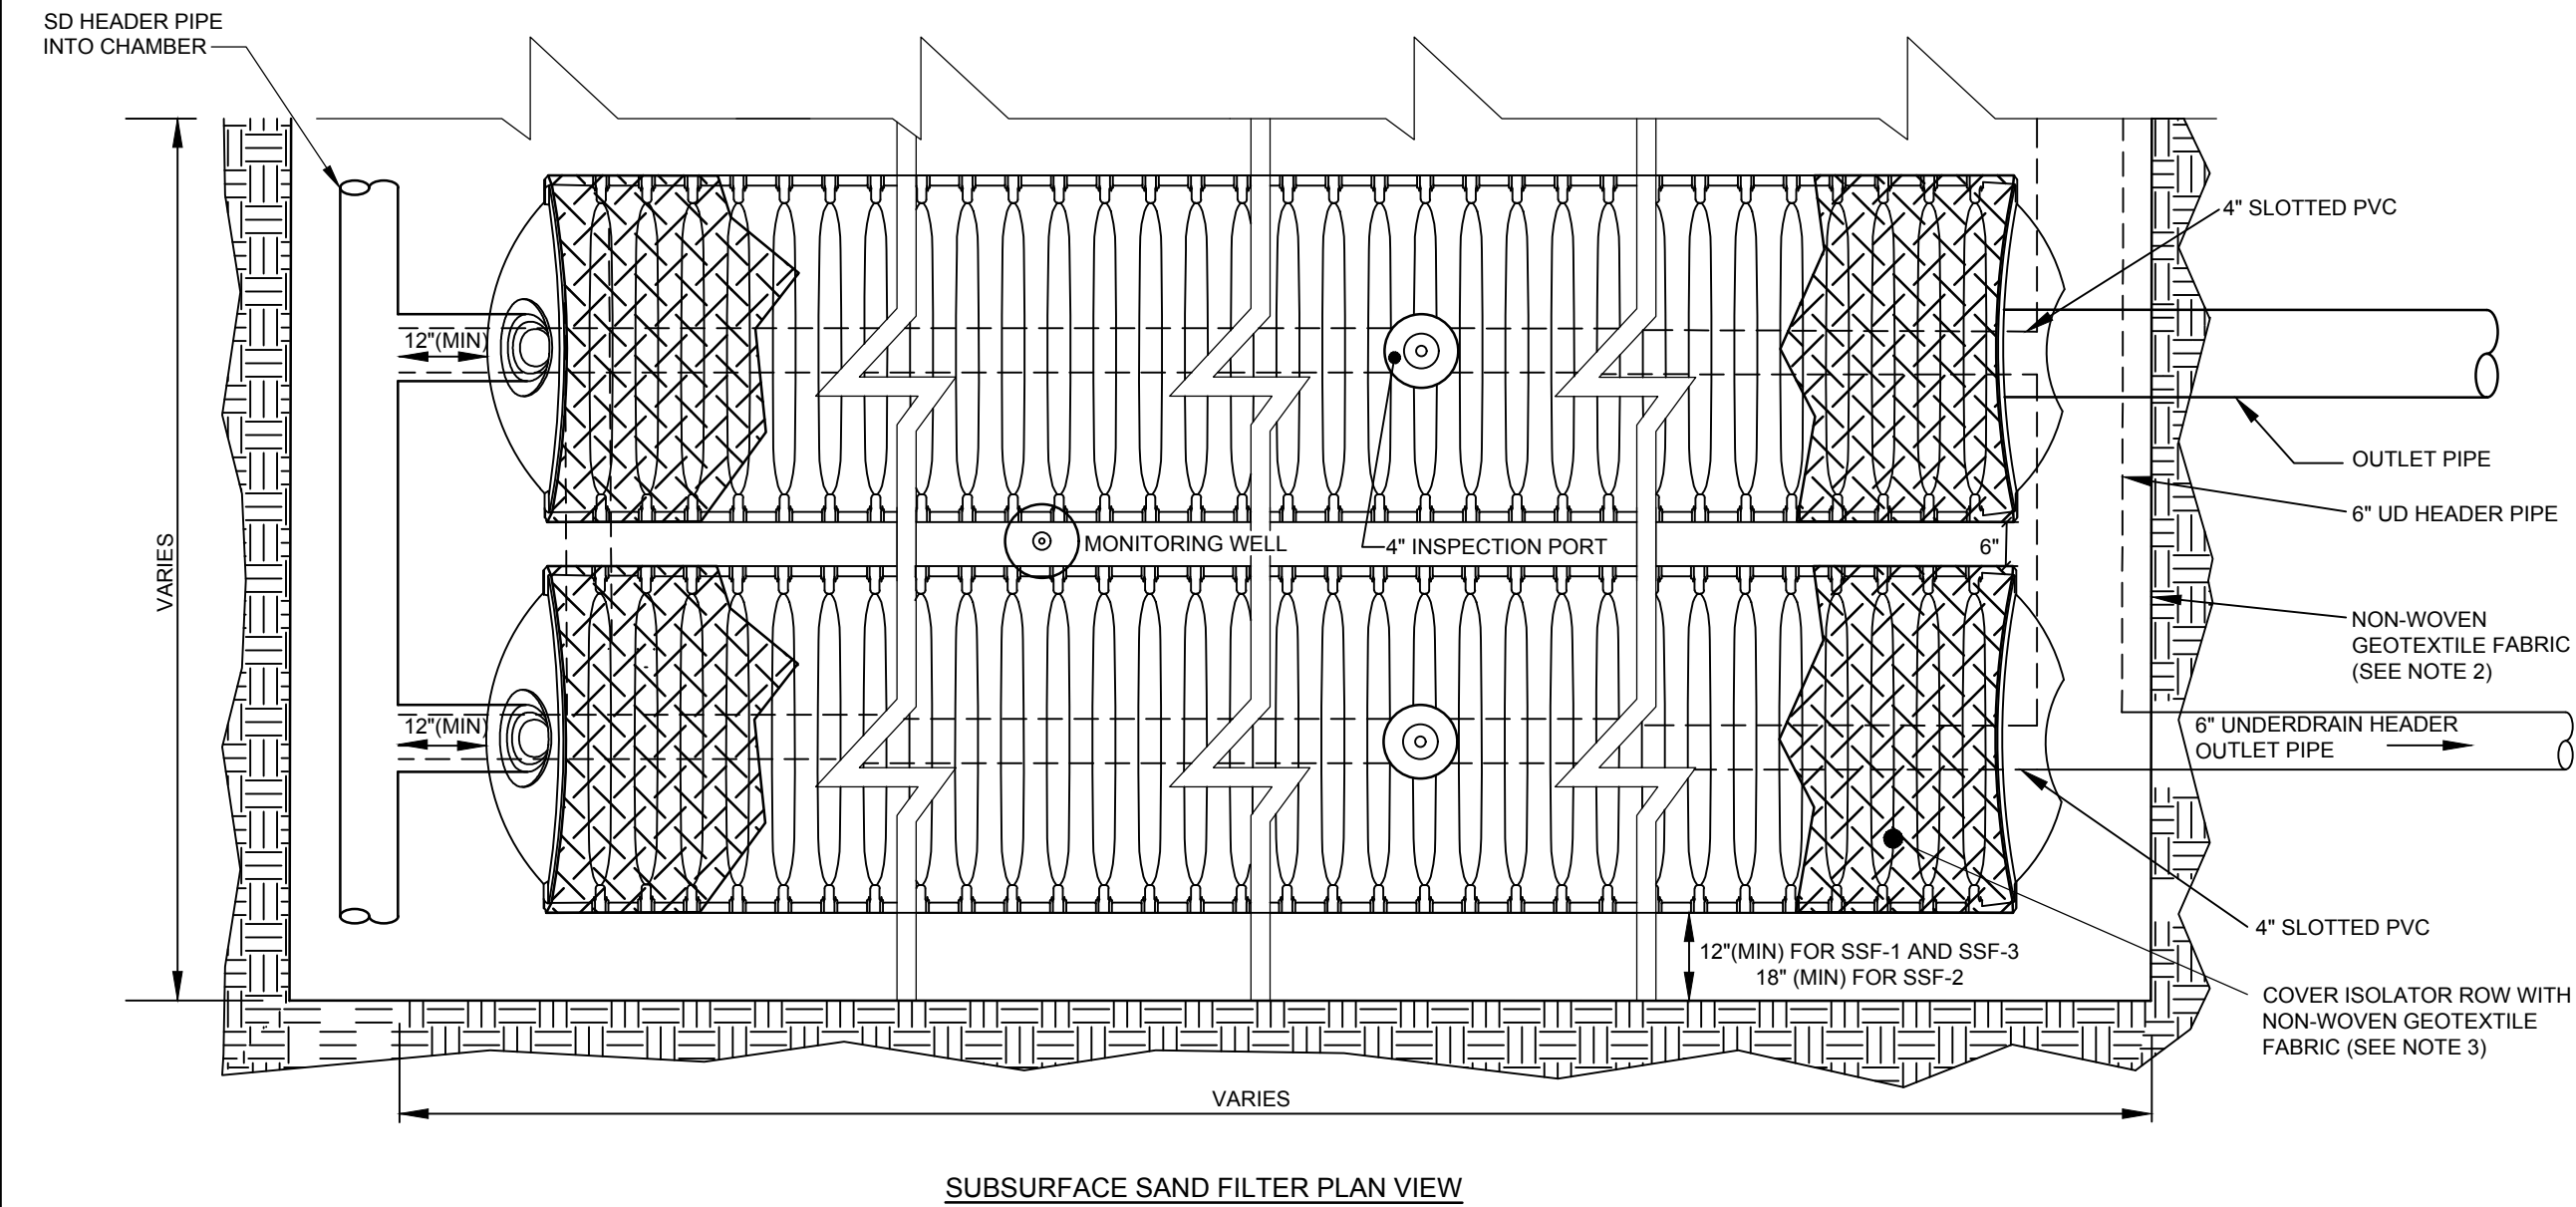 SD HEADER PIPE
INTO CHAMBER
4" SLOTTED PVC
12"(MIN)
OUTLET PIPE
6" UD HEADER PIPE
MONITORING WELL
4" INSPECTION PORT
6"
VARIES
NON-WOVEN
GEOTEXTILE FABRIC
(SEE NOTE 2)
12"(MIN)
6" UNDERDRAIN HEADER
OUTLET PIPE
4" SLOTTED PVC
12"(MIN) FOR SSF-1 AND SSF-3
18" (MIN) FOR SSF-2
COVER ISOLATOR ROW WITH
NON-WOVEN GEOTEXTILE
FABRIC (SEE NOTE 3)
VARIES
SUBSURFACE SAND FILTER PLAN VIEW